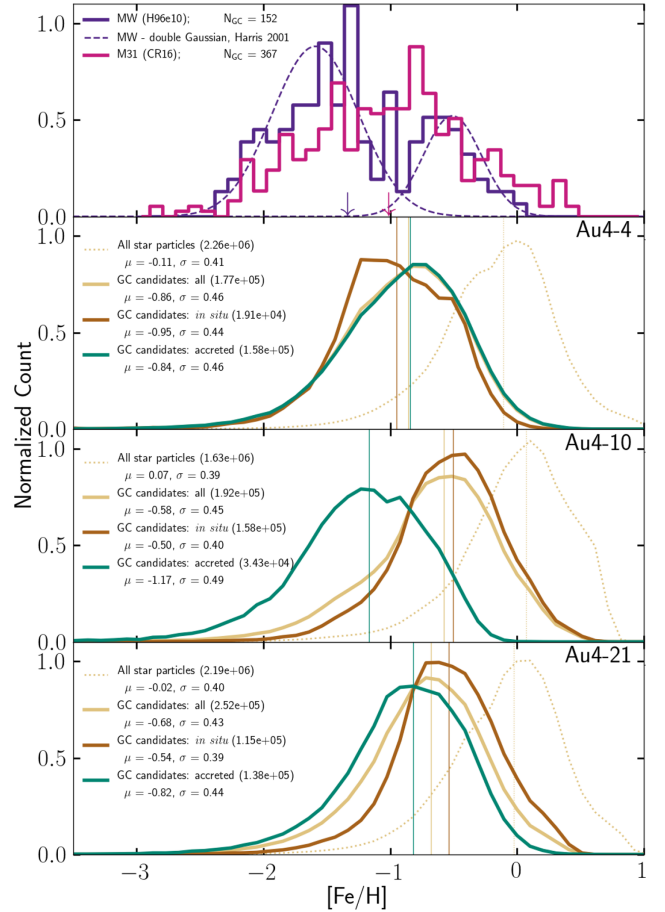 MW (H96e10); N_GC = 152
MW - double Gaussian, Harris 2001
M31 (CR16); N_GC = 367
1.0
0.5
0.0
Au4-4
All star particles (2.26e+06)
μ = -0.11, σ = 0.41
GC candidates: all (1.77e+05)
μ = -0.86, σ = 0.46
GC candidates: in situ (1.91e+04)
μ = -0.95, σ = 0.44
GC candidates: accreted (1.58e+05)
μ = -0.84, σ = 0.46
1.0
0.5
0.0
Normalized Count
Au4-10
All star particles (1.63e+06)
μ = 0.07, σ = 0.39
GC candidates: all (1.92e+05)
μ = -0.58, σ = 0.45
GC candidates: in situ (1.58e+05)
μ = -0.50, σ = 0.40
GC candidates: accreted (3.43e+04)
μ = -1.17, σ = 0.49
1.0
0.5
0.0
Au4-21
All star particles (2.19e+06)
μ = -0.02, σ = 0.40
GC candidates: all (2.52e+05)
μ = -0.68, σ = 0.43
GC candidates: in situ (1.15e+05)
μ = -0.54, σ = 0.39
GC candidates: accreted (1.38e+05)
μ = -0.82, σ = 0.44
1.0
0.5
0.0
−3 −2 −1 0 1
[Fe/H]